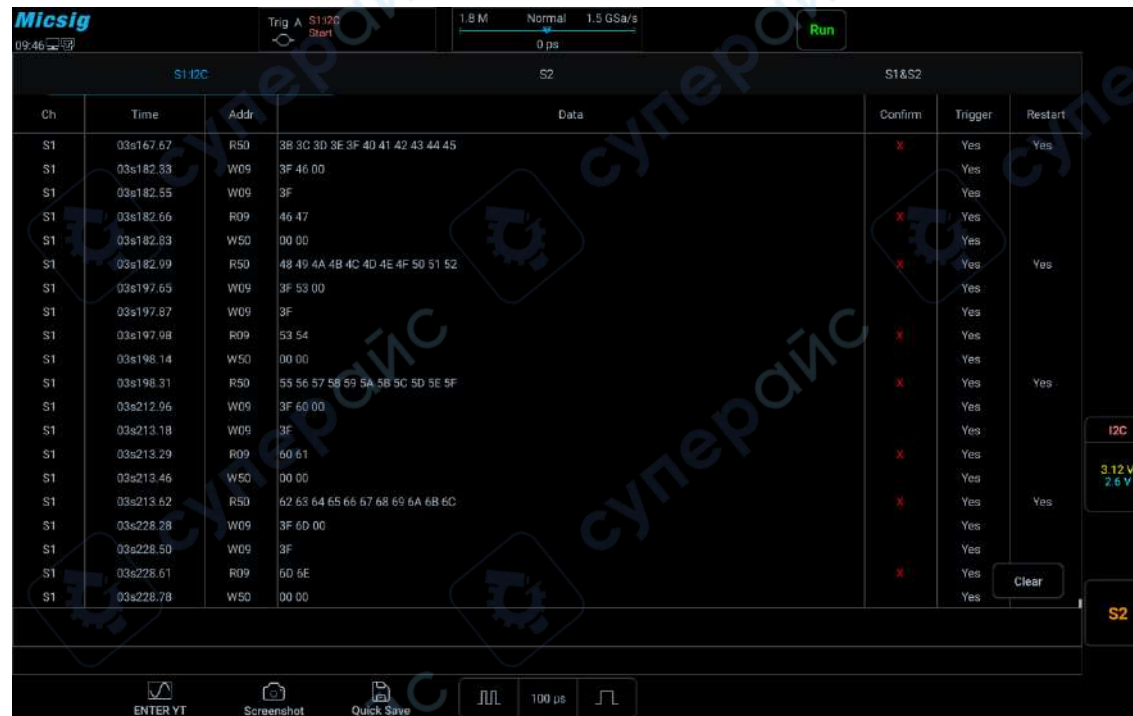 Micsig
09:46
Trig A S1:I2C
Start
1.8 M Normal 1.5 GSa/s
0 ps
Run
S1:I2C S2 S1&S2
Ch Time Addr Data Confirm Trigger Restart
S1 03s167.67 R50 3B 3C 3D 3E 3F 40 41 42 43 44 45 X Yes Yes
S1 03s182.33 W09 3F 46 00 Yes
S1 03s182.55 W09 3F Yes
S1 03s182.66 R09 46 47 X Yes
S1 03s182.83 W50 00 00 Yes
S1 03s182.99 R50 48 49 4A 4B 4C 4D 4E 4F 50 51 52 X Yes Yes
S1 03s197.65 W09 3F 53 00 Yes
S1 03s197.87 W09 3F Yes
S1 03s197.98 R09 53 54 X Yes
S1 03s198.14 W50 00 00 Yes
S1 03s198.31 R50 55 56 57 58 59 5A 5B 5C 5D 5E 5F X Yes Yes
S1 03s212.96 W09 3F 60 00 Yes
S1 03s213.18 W09 3F Yes
S1 03s213.29 R09 60 61 X Yes
S1 03s213.46 W50 00 00 Yes
S1 03s213.62 R50 62 63 64 65 66 67 68 69 6A 6B 6C X Yes Yes
S1 03s228.28 W09 3F 6D 00 Yes
S1 03s228.50 W09 3F Yes
S1 03s228.61 R09 6D 6E X Yes
S1 03s228.78 W50 00 00 Yes
Clear
I2C
3.12 V
2.6 V
S2
ENTER YT Screenshot Quick Save 100 µs
суперайс
суперайс
суперайс
суперайс
суперайс
суперайс